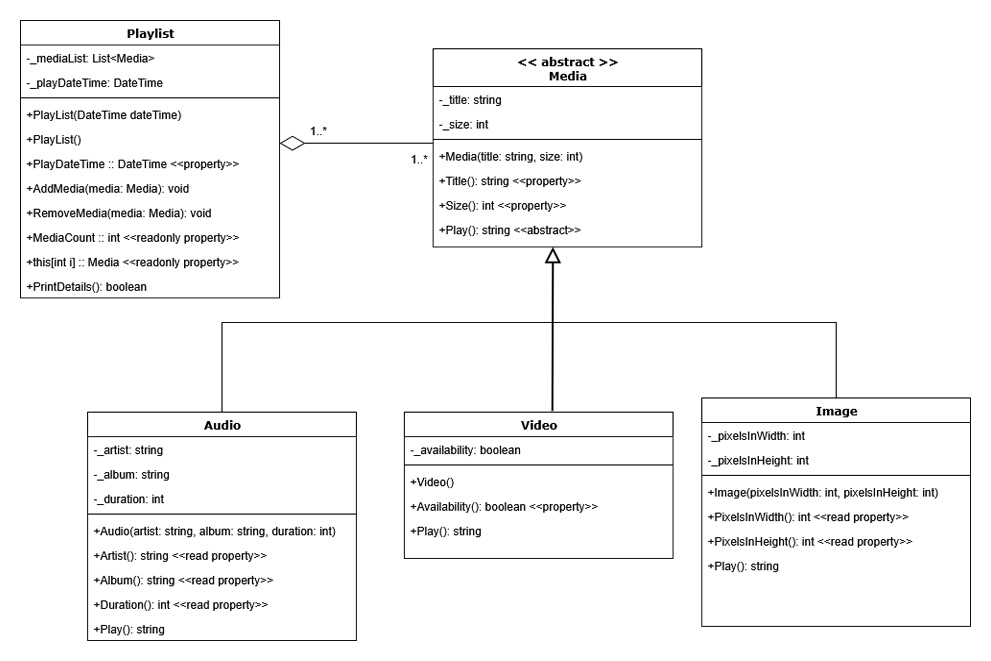 Playlist
-_mediaList: List<Media>
-_playDateTime: DateTime
+PlayList(DateTime dateTime)
+PlayList()
+PlayDateTime :: DateTime <<property>>
+AddMedia(media: Media): void
+RemoveMedia(media: Media): void
+MediaCount :: int <<readonly property>>
+this[int i] :: Media <<readonly property>>
+PrintDetails(): boolean
1..*
1..*
<< abstract >>
Media
-_title: string
-_size: int
+Media(title: string, size: int)
+Title(): string <<property>>
+Size(): int <<property>>
+Play(): string <<abstract>>
Audio
-_artist: string
-_album: string
-_duration: int
+Audio(artist: string, album: string, duration: int)
+Artist(): string <<read property>>
+Album(): string <<read property>>
+Duration(): int <<read property>>
+Play(): string
Video
-_availability: boolean
+Video()
+Availability(): boolean <<property>>
+Play(): string
Image
-_pixelsInWidth: int
-_pixelsInHeight: int
+Image(pixelsInWidth: int, pixelsInHeight: int)
+PixelsInWidth(): int <<read property>>
+PixelsInHeight(): int <<read property>>
+Play(): string